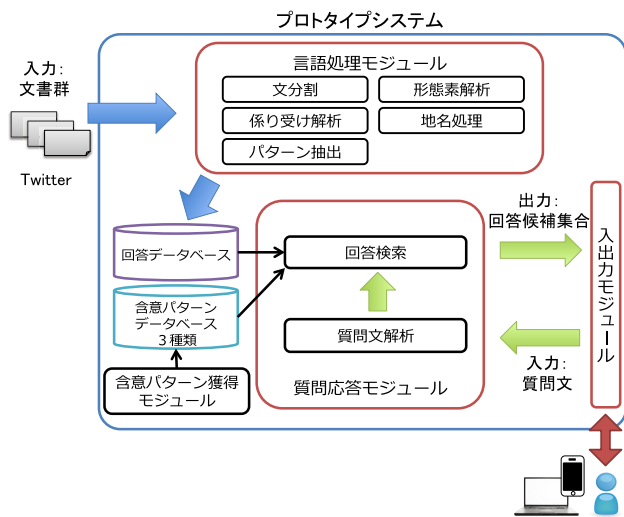 プロトタイプシステム
入力：
文書群
Twitter
言語処理モジュール
文分割
形態素解析
係り受け解析
地名処理
パターン抽出
回答データベース
含意パターン
データベース
３種類
含意パターン獲得
モジュール
回答検索
質問文解析
質問応答モジュール
出力：
回答候補集合
入力：
質問文
入出力モジュール